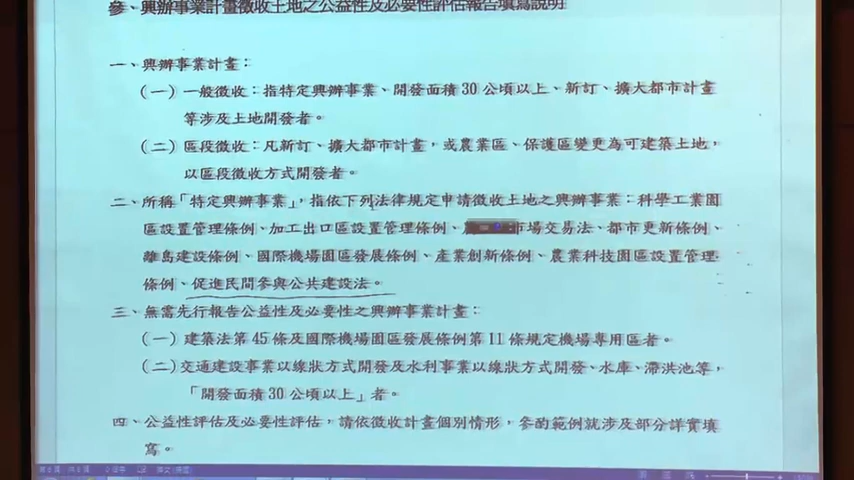 參、興辦事業計畫徵收土地之公益性及必要性評估報告填寫說明
一、興辦事業計畫：
（一）一般徵收：指特定興辦事業、開發面積 30 公頃以上、新訂、擴大都市計畫
等涉及土地開發者。
（二）區段徵收：凡新訂、擴大都市計畫，或農業區、保護區變更為可建築土地，
以區段徵收方式開發者。
二、所稱「特定興辦事業」，指依下列法律規定申請徵收土地之興辦事業：科學工業園
區設置管理條例、加工出口區設置管理條例、市場交易法、都市更新條例、
離島建設條例、國際機場園區發展條例、產業創新條例、農業科技園區設置管理
條例、促進民間參與公共建設法。
三、無需先行報告公益性及必要性之興辦事業計畫：
（一）建築法第 45 條及國際機場園區發展條例第 11 條規定機場專用區者。
（二）交通建設事業以線狀方式開發及水利事業以線狀方式開發、水庫、滯洪池等，
「開發面積 30 公頃以上」者。
四、公益性評估及必要性評估，請依徵收計畫個別情形，參酌範例就涉及部分詳實填
寫。